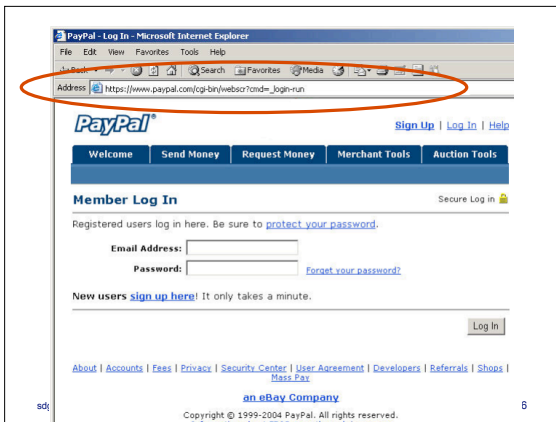 PayPal - Log In - Microsoft Internet Explorer
File Edit View Favorites Tools Help
Back Search Favorites Media
Address https://www.paypal.com/cgi-bin/webscr?cmd=_login-run
PayPal®
Sign Up | Log In | Help
Welcome Send Money Request Money Merchant Tools Auction Tools
Member Log In Secure Log in
Registered users log in here. Be sure to protect your password.
Email Address:
Password: Forget your password?
New users sign up here! It only takes a minute.
Log In
About | Accounts | Fees | Privacy | Security Center | User Agreement | Developers | Referrals | Shops |
Mass Pay
an eBay Company
sdg 6
Copyright © 1999-2004 PayPal. All rights reserved.